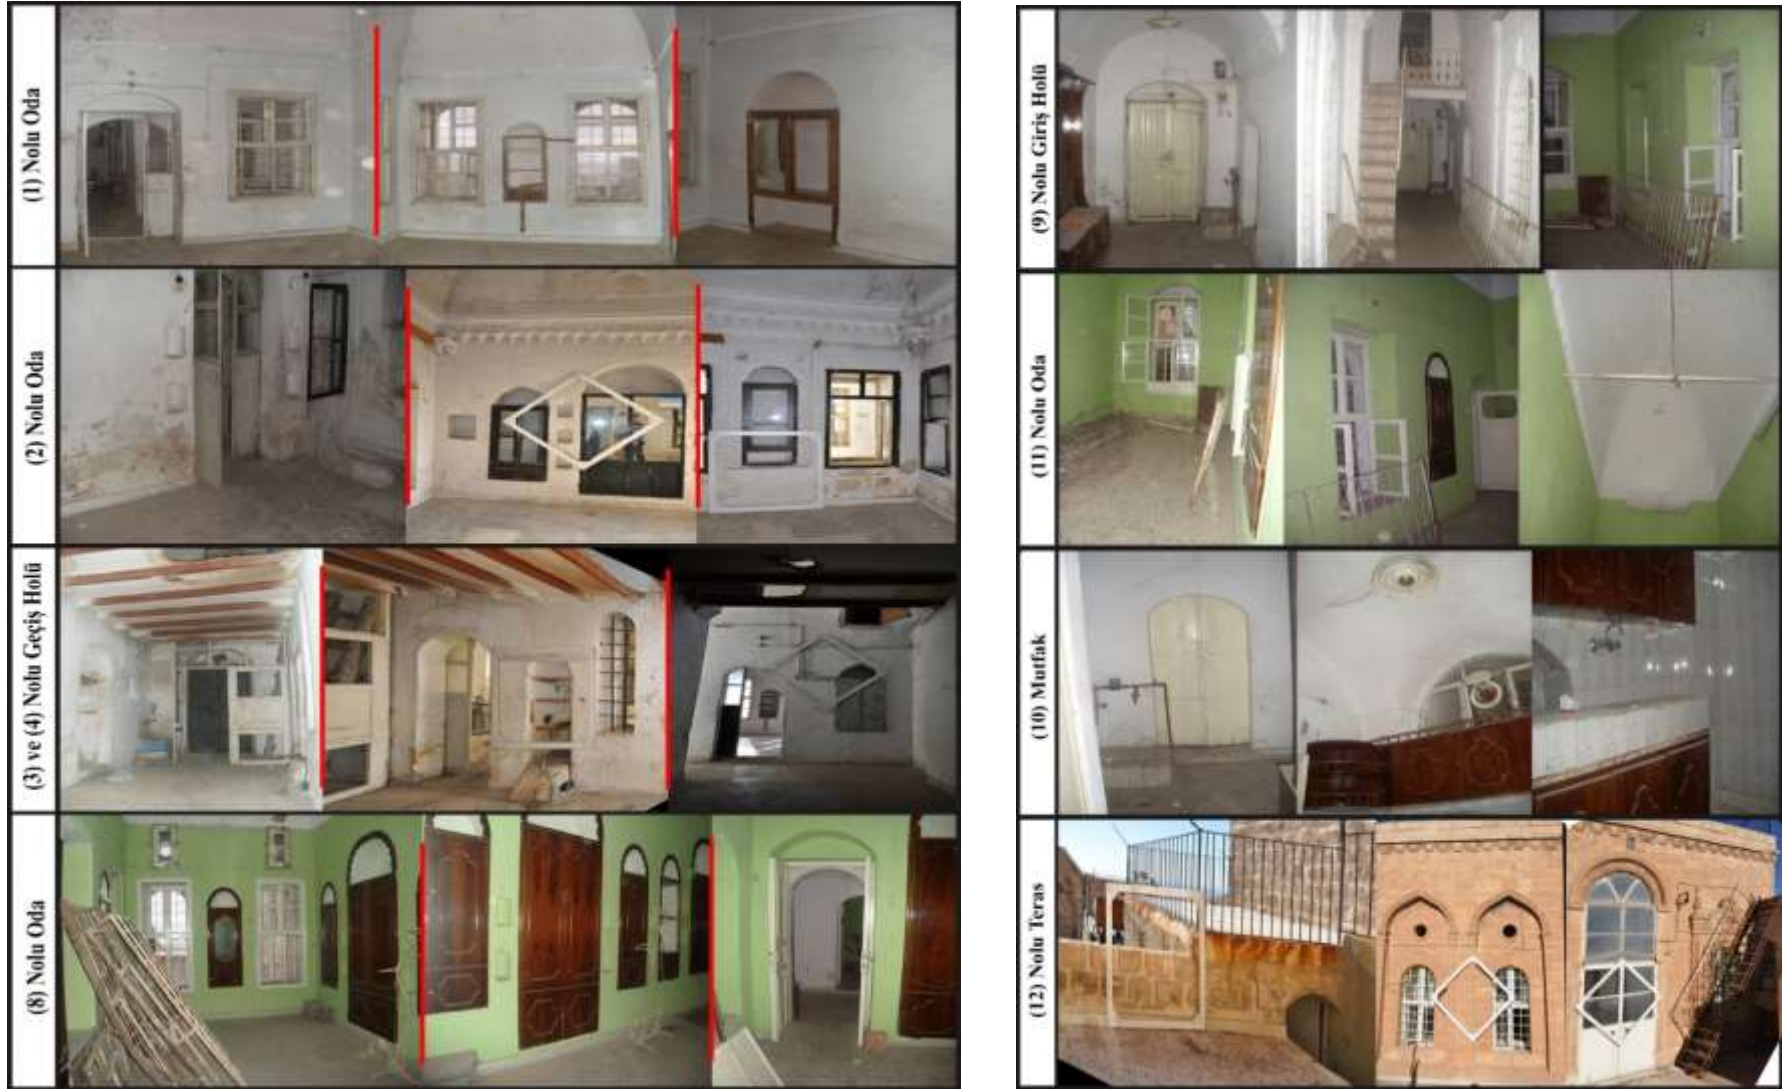 (1) Nolu Oda
(2) Nolu Oda
(3) ve (4) Nolu Geçiş Holü
(8) Nolu Oda
(9) Nolu Giriş Holü
(11) Nolu Oda
(10) Mutfak
(12) Nolu Teras